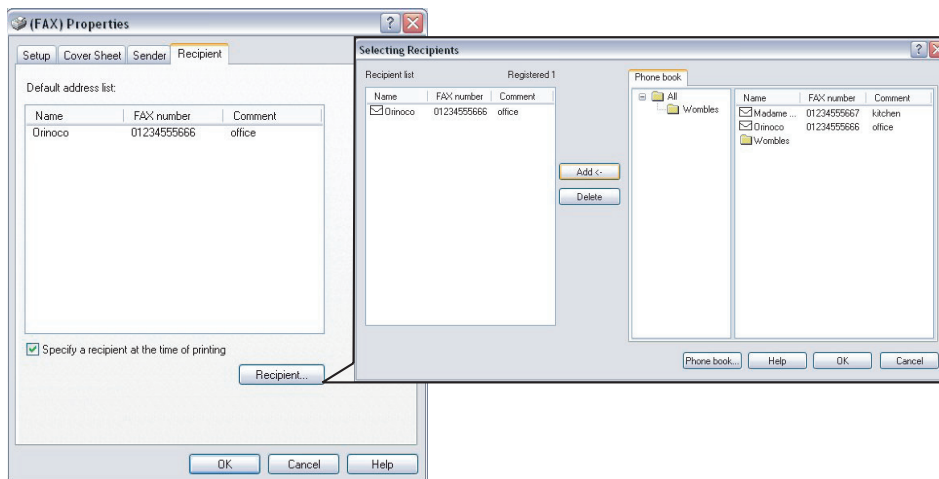 (FAX) Properties
Setup Cover Sheet Sender Recipient
Default address list:
Name FAX number Comment
Orinoco 01234555666 office
Specify a recipient at the time of printing
Recipient...
OK Cancel Help
Selecting Recipients
Recipient list Registered 1
Name FAX number Comment
Orinoco 01234555666 office
Add <-
Delete
Phone book
All
Wombles
Name FAX number Comment
Madame ... 01234555667 kitchen
Orinoco 01234555666 office
Wombles
Phone book... Help OK Cancel